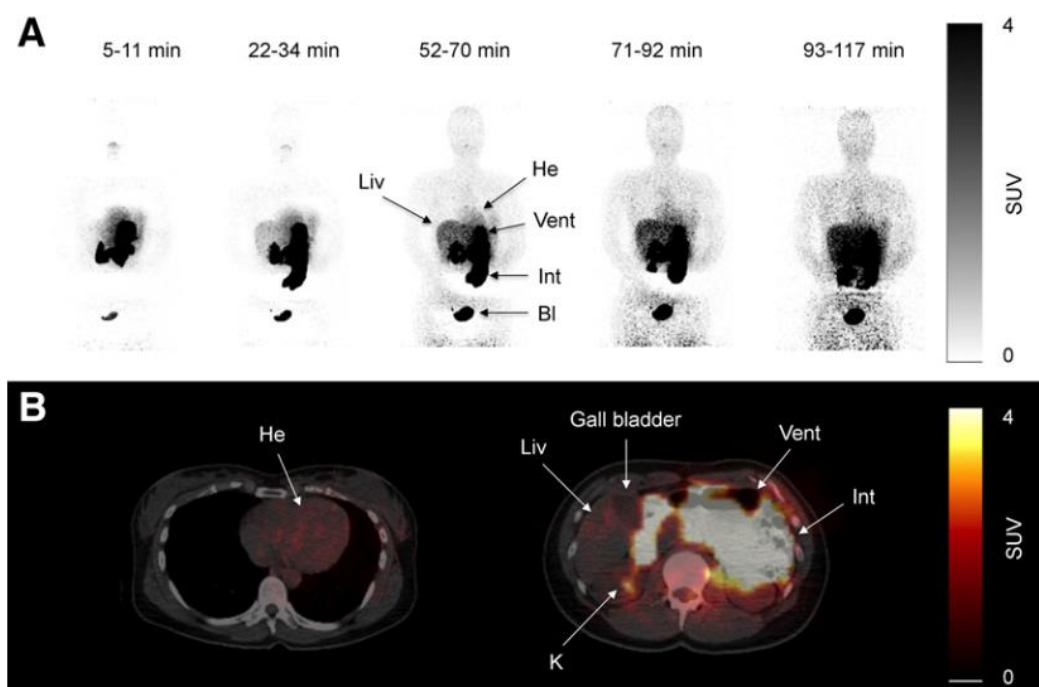 A
5-11 min 22-34 min 52-70 min 71-92 min 93-117 min
4
SUV
0
Liv
He
Vent
Int
Bl
B
He
Gall bladder
Liv
Vent
Int
K
4
SUV
0